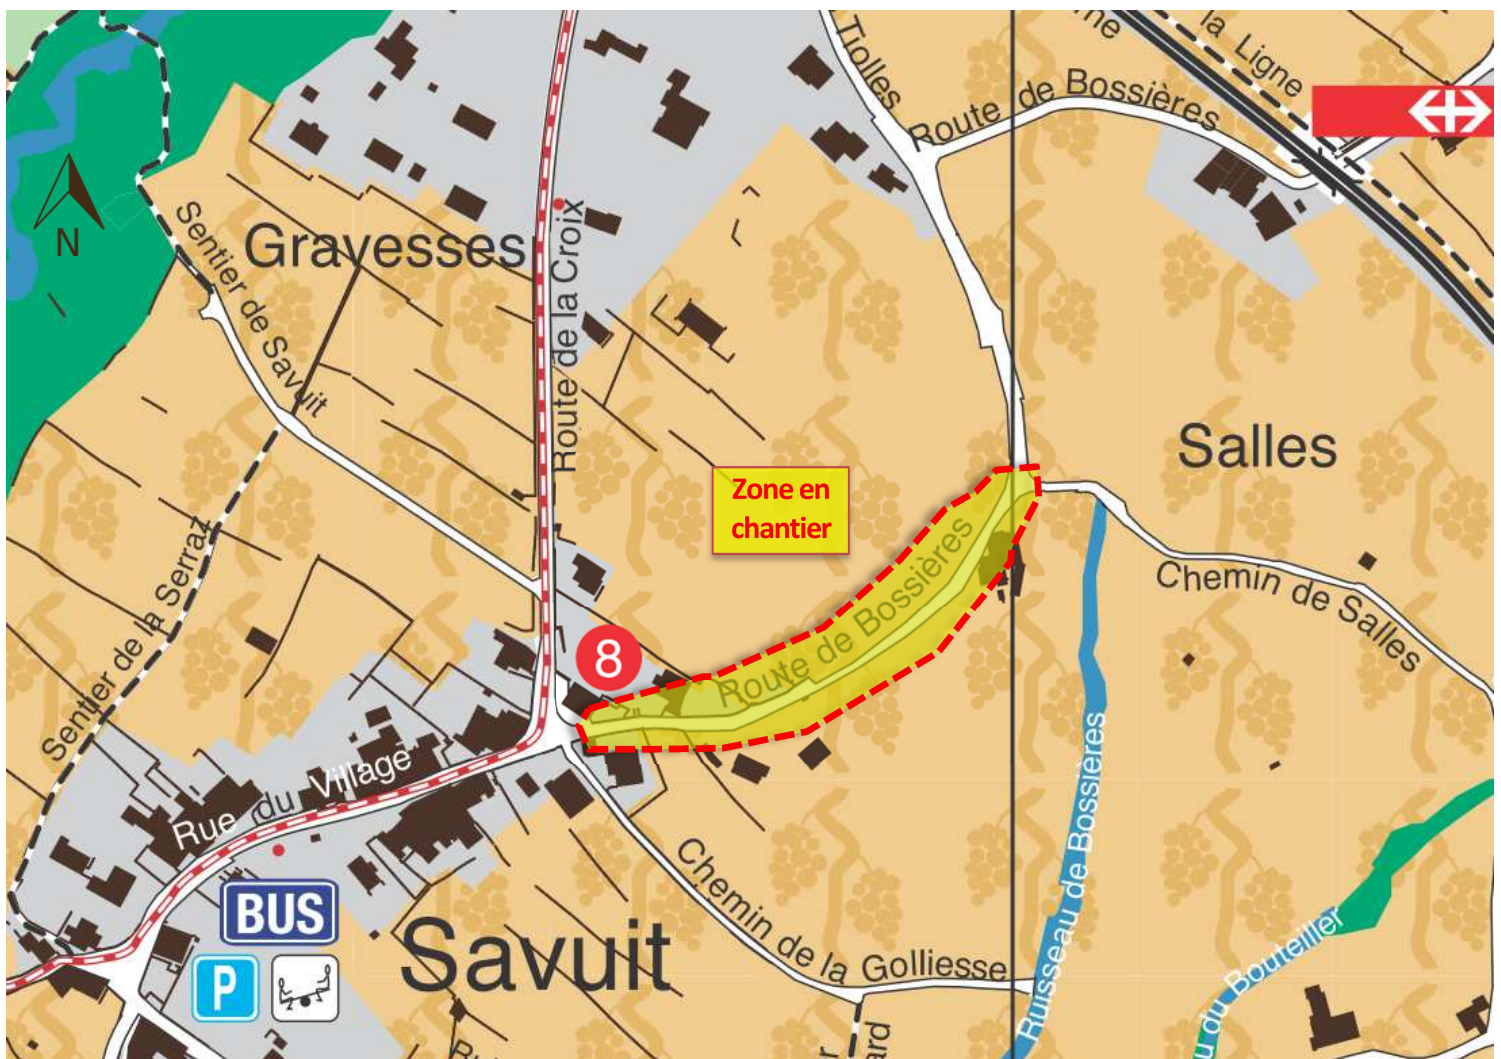 Tiolles
Route de Bossières
la Ligne
N
Sentier de Savuit
Gravesses
Route de la Croix
Salles
Zone en
chantier
Route de Bossières
Chemin de Salles
Sentier de la Serraz
8
Rue du Village
Ruisseau de Bossières
BUS
P
Savuit
Chemin de la Golliesse
du Bouteiller